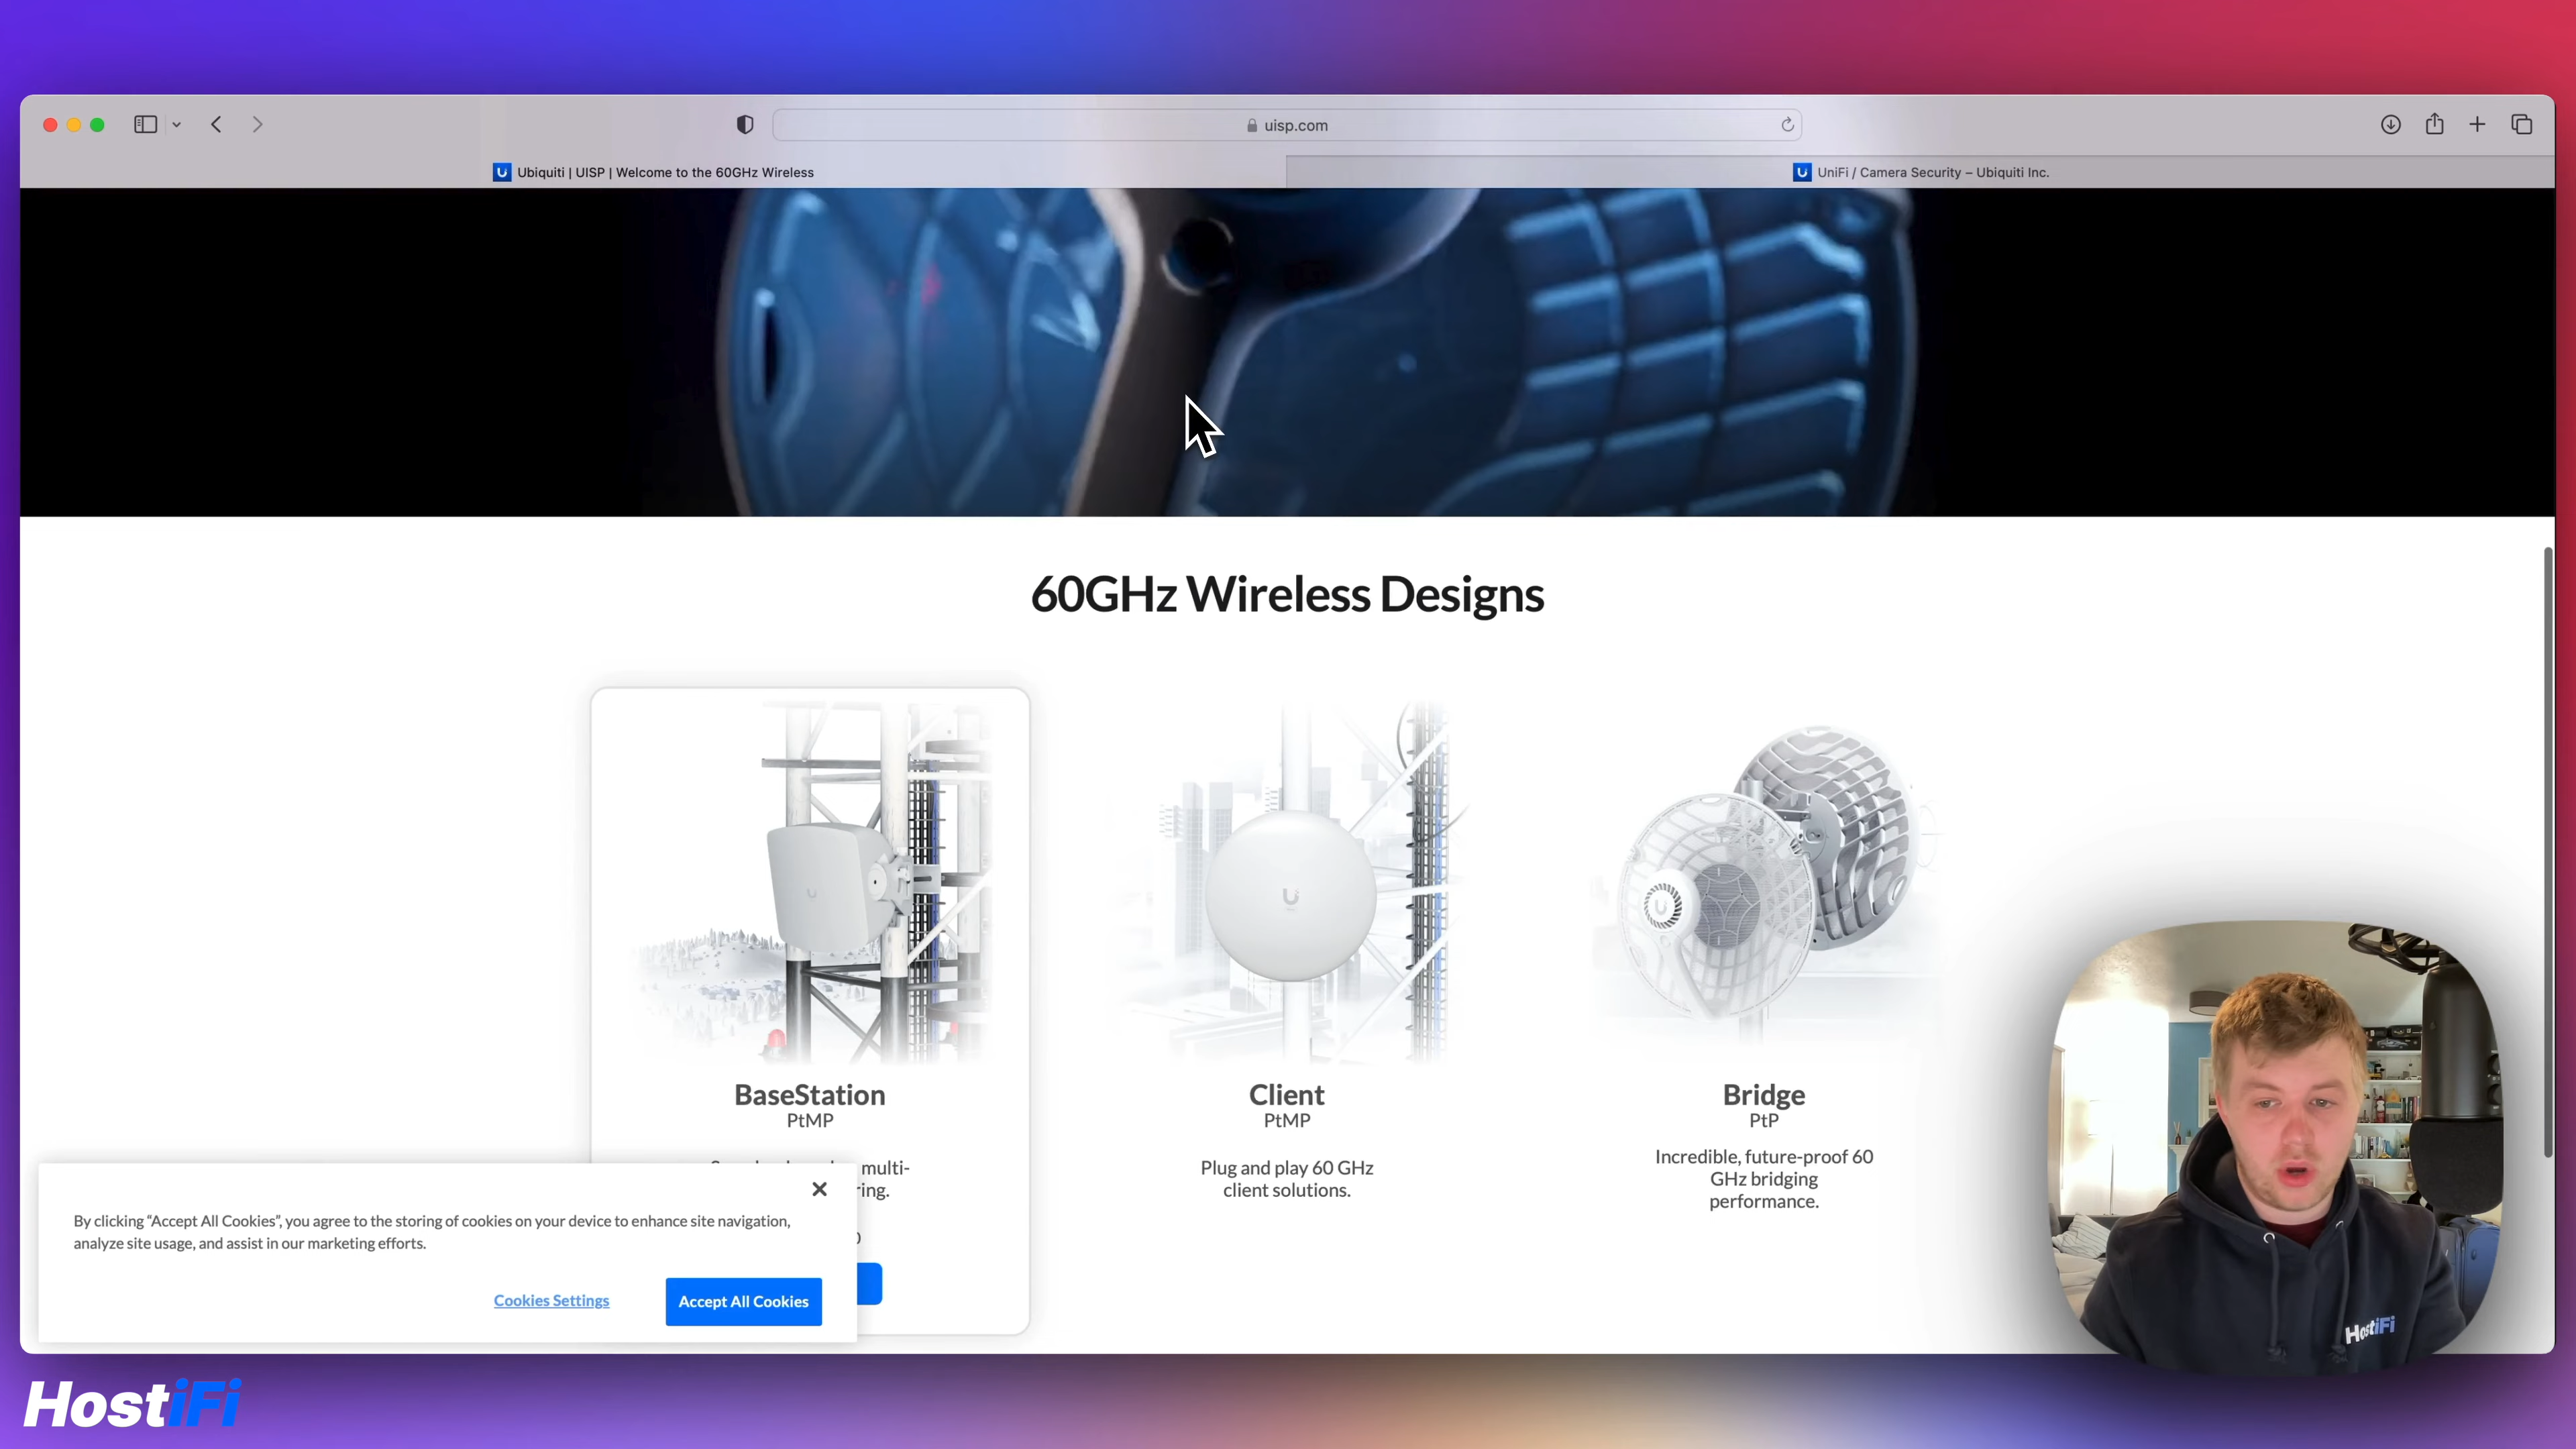 uisp.com
Ubiquiti | UISP | Welcome to the 60GHz Wireless
UniFi / Camera Security – Ubiquiti Inc.
60GHz Wireless Designs
BaseStation
PtMP
multi-
ring.
Client
PtMP
Plug and play 60 GHz
client solutions.
Bridge
PtP
Incredible, future-proof 60
GHz bridging
performance.
By clicking “Accept All Cookies”, you agree to the storing of cookies on your device to enhance site navigation,
analyze site usage, and assist in our marketing efforts.
Cookies Settings
Accept All Cookies
HostiFi
HostiFi